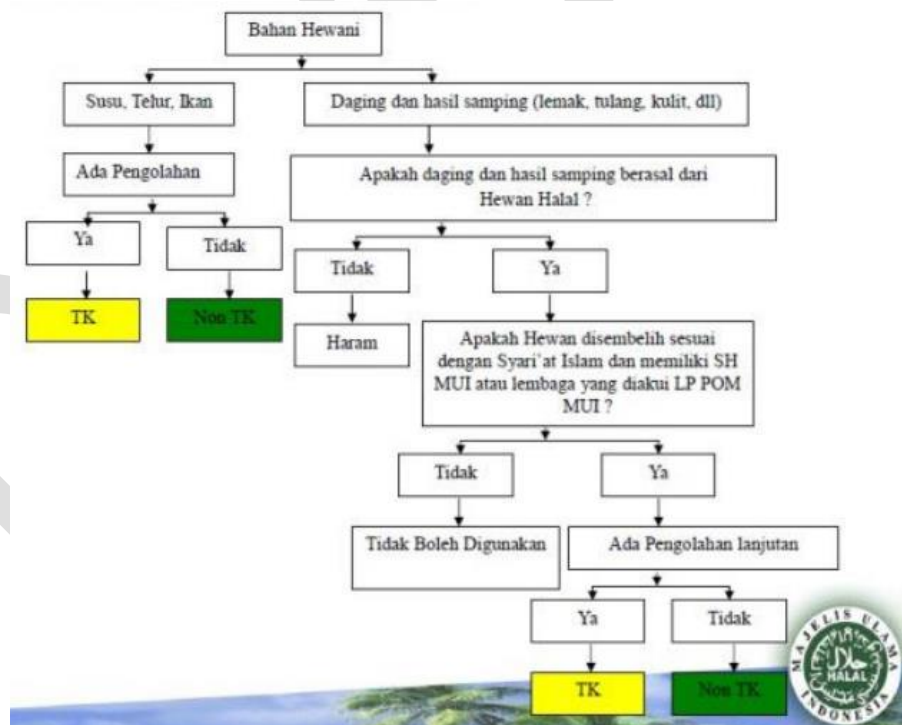 Bahan Hewani
Susu, Telur, Ikan
Daging dan hasil samping (lemak, tulang, kulit, dll)
Ada Pengolahan
Apakah daging dan hasil samping berasal dari
Hewan Halal ?
Ya
Tidak
Tidak
Ya
TK
Non TK
Haram
Apakah Hewan disembelih sesuai
dengan Syari'at Islam dan memiliki SH
MUI atau lembaga yang diakui LP POM
MUI ?
Tidak
Ya
Tidak Boleh Digunakan
Ada Pengolahan lanjutan
Ya
Tidak
TK
Non TK
MAJELIS ULAMA
INDONESIA
حلال
HALAL